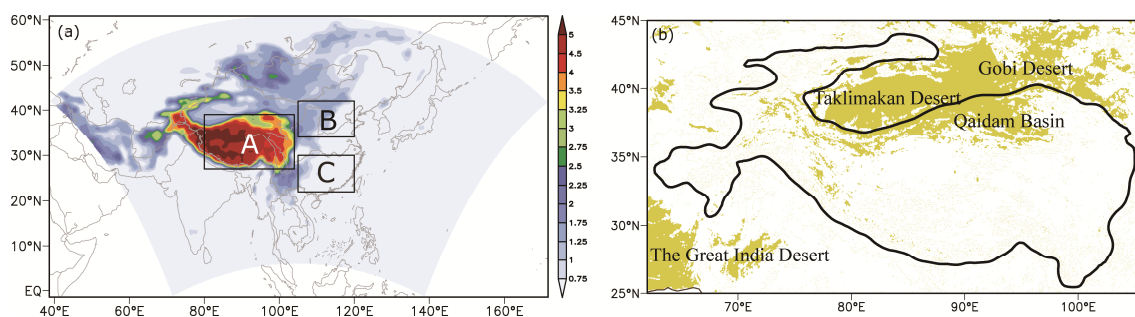 (a)
60°N
50°N
40°N
30°N
20°N
10°N
EQ
40°E
60°E
80°E
100°E
120°E
140°E
160°E
A
B
C
5
4.5
4
3.5
3
2.75
2.5
2.25
2
1.75
1.5
1.25
1
0.75
(b)
45°N
40°N
35°N
30°N
25°N
70°E
80°E
90°E
100°E
Gobi Desert
Taklimakan Desert
Qaidam Basin
The Great India Desert